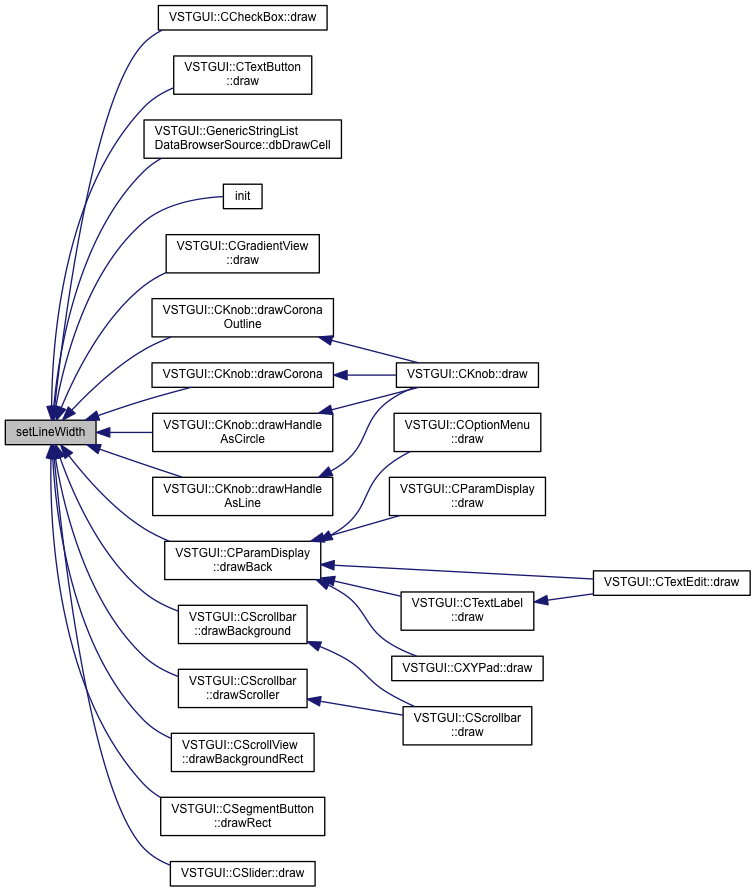 VSTGUI::CCheckBox::draw
VSTGUI::CTextButton
::draw
VSTGUI::GenericStringList
DataBrowserSource::dbDrawCell
init
VSTGUI::CGradientView
::draw
VSTGUI::CKnob::drawCorona
Outline
VSTGUI::CKnob::drawCorona
VSTGUI::CKnob::draw
setLineWidth
VSTGUI::CKnob::drawHandle
AsCircle
VSTGUI::COptionMenu
::draw
VSTGUI::CKnob::drawHandle
AsLine
VSTGUI::CParamDisplay
::draw
VSTGUI::CParamDisplay
::drawBack
VSTGUI::CTextEdit::draw
VSTGUI::CTextLabel
::draw
VSTGUI::CScrollbar
::drawBackground
VSTGUI::CXYPad::draw
VSTGUI::CScrollbar
::drawScroller
VSTGUI::CScrollbar
::draw
VSTGUI::CScrollView
::drawBackgroundRect
VSTGUI::CSegmentButton
::drawRect
VSTGUI::CSlider::draw